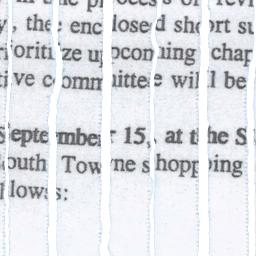 in the process of revi
y, the enclosed short su
rioritize upcoming chap
tive committee will be
September 15, at the S
outh Towne shopping
llows: